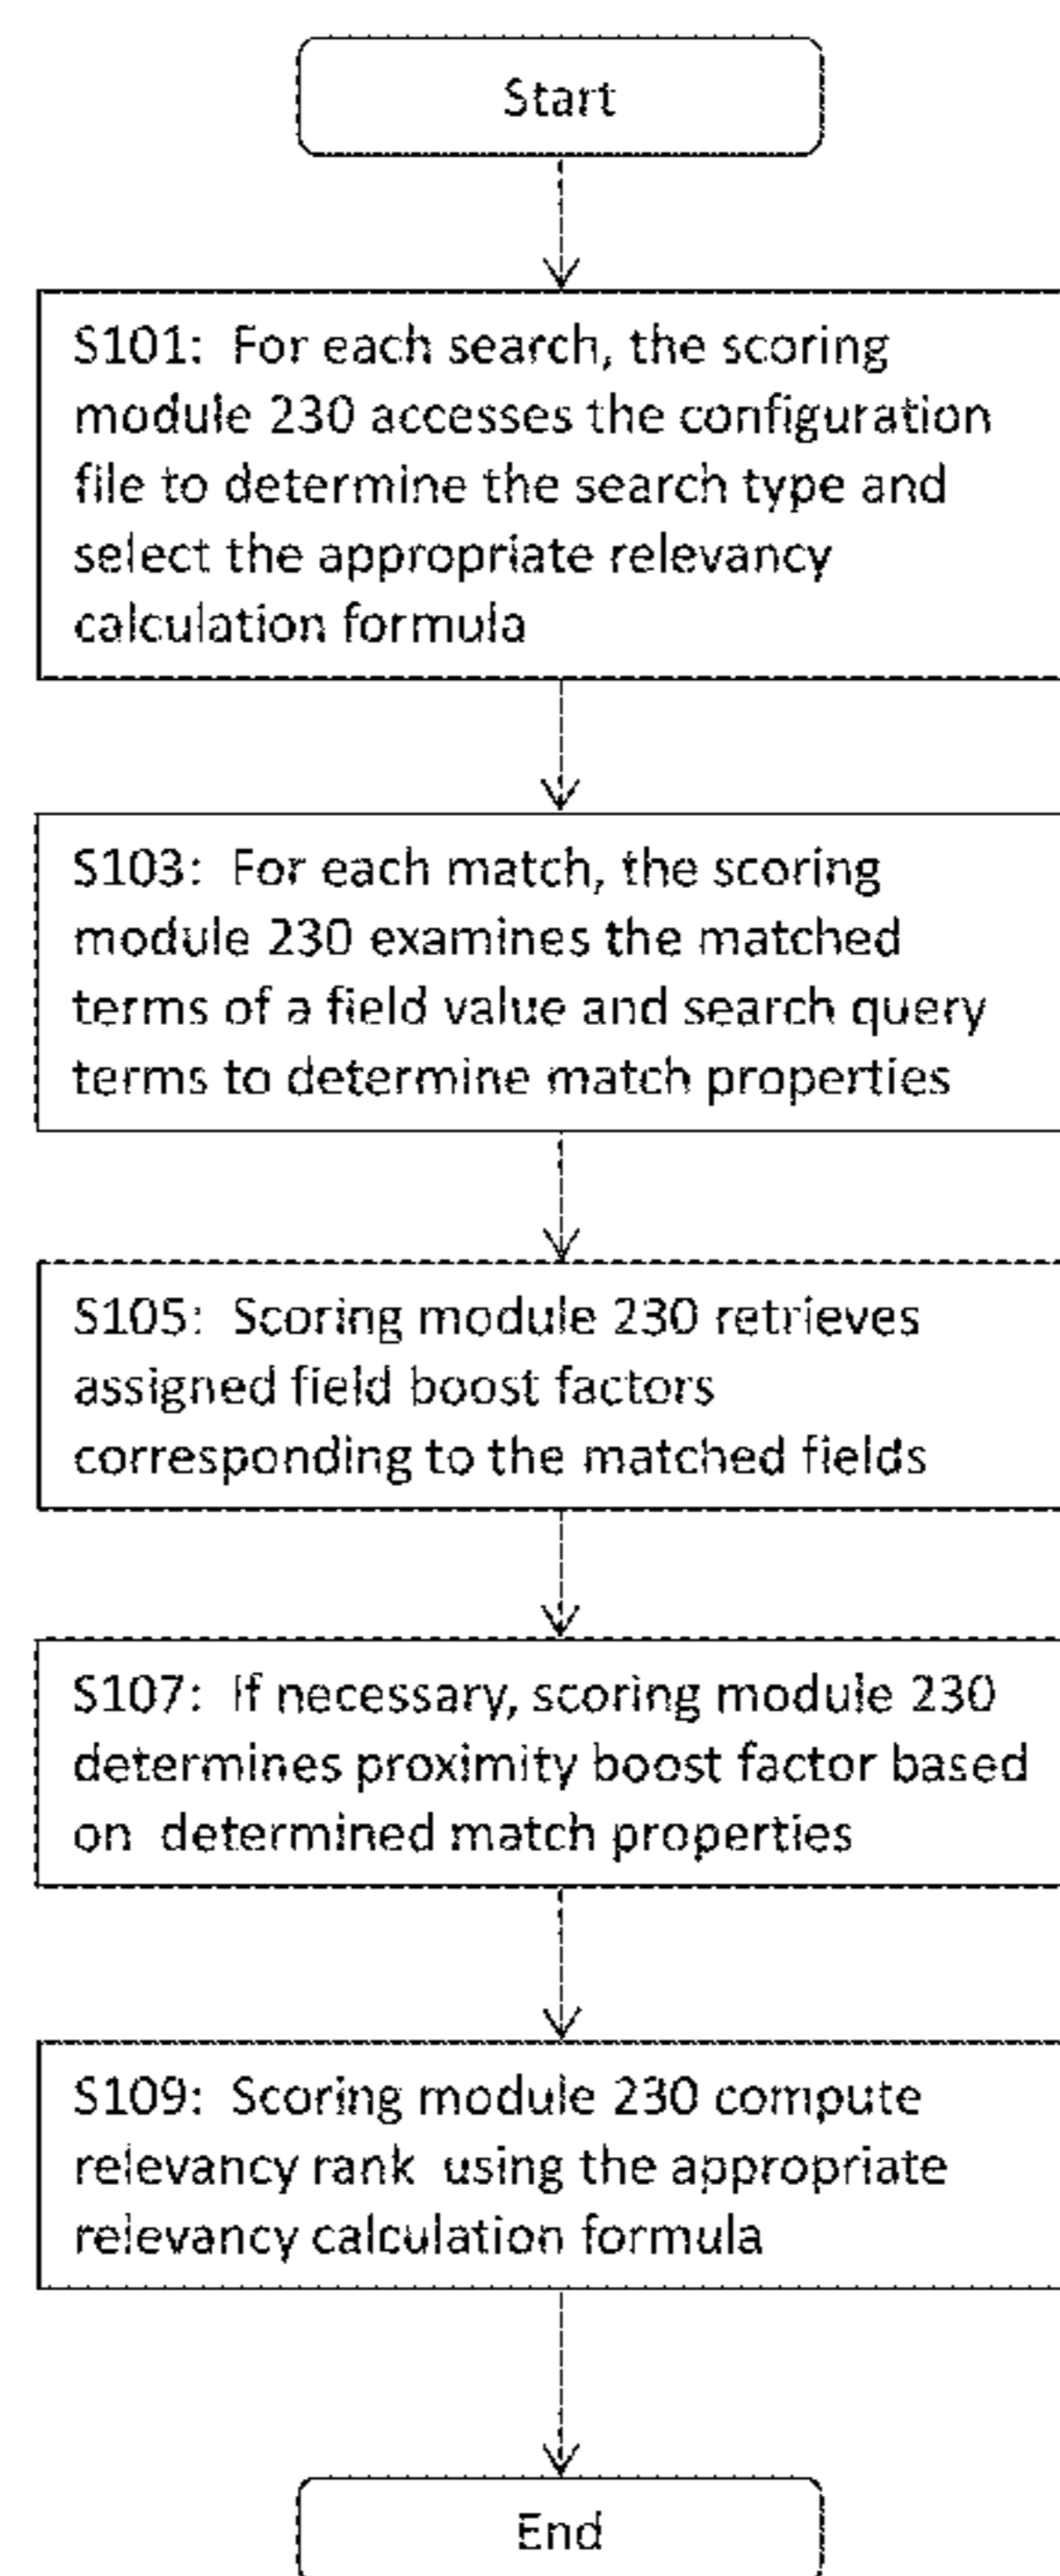 Start
S101: For each search, the scoring
module 230 accesses the configuration
file to determine the search type and
select the appropriate relevancy
calculation formula
S103: For each match, the scoring
module 230 examines the matched
terms of a field value and search query
terms to determine match properties
S105: Scoring module 230 retrieves
assigned field boost factors
corresponding to the matched fields
S107: If necessary, scoring module 230
determines proximity boost factor based
on determined match properties
S109: Scoring module 230 compute
relevancy rank using the appropriate
relevancy calculation formula
End